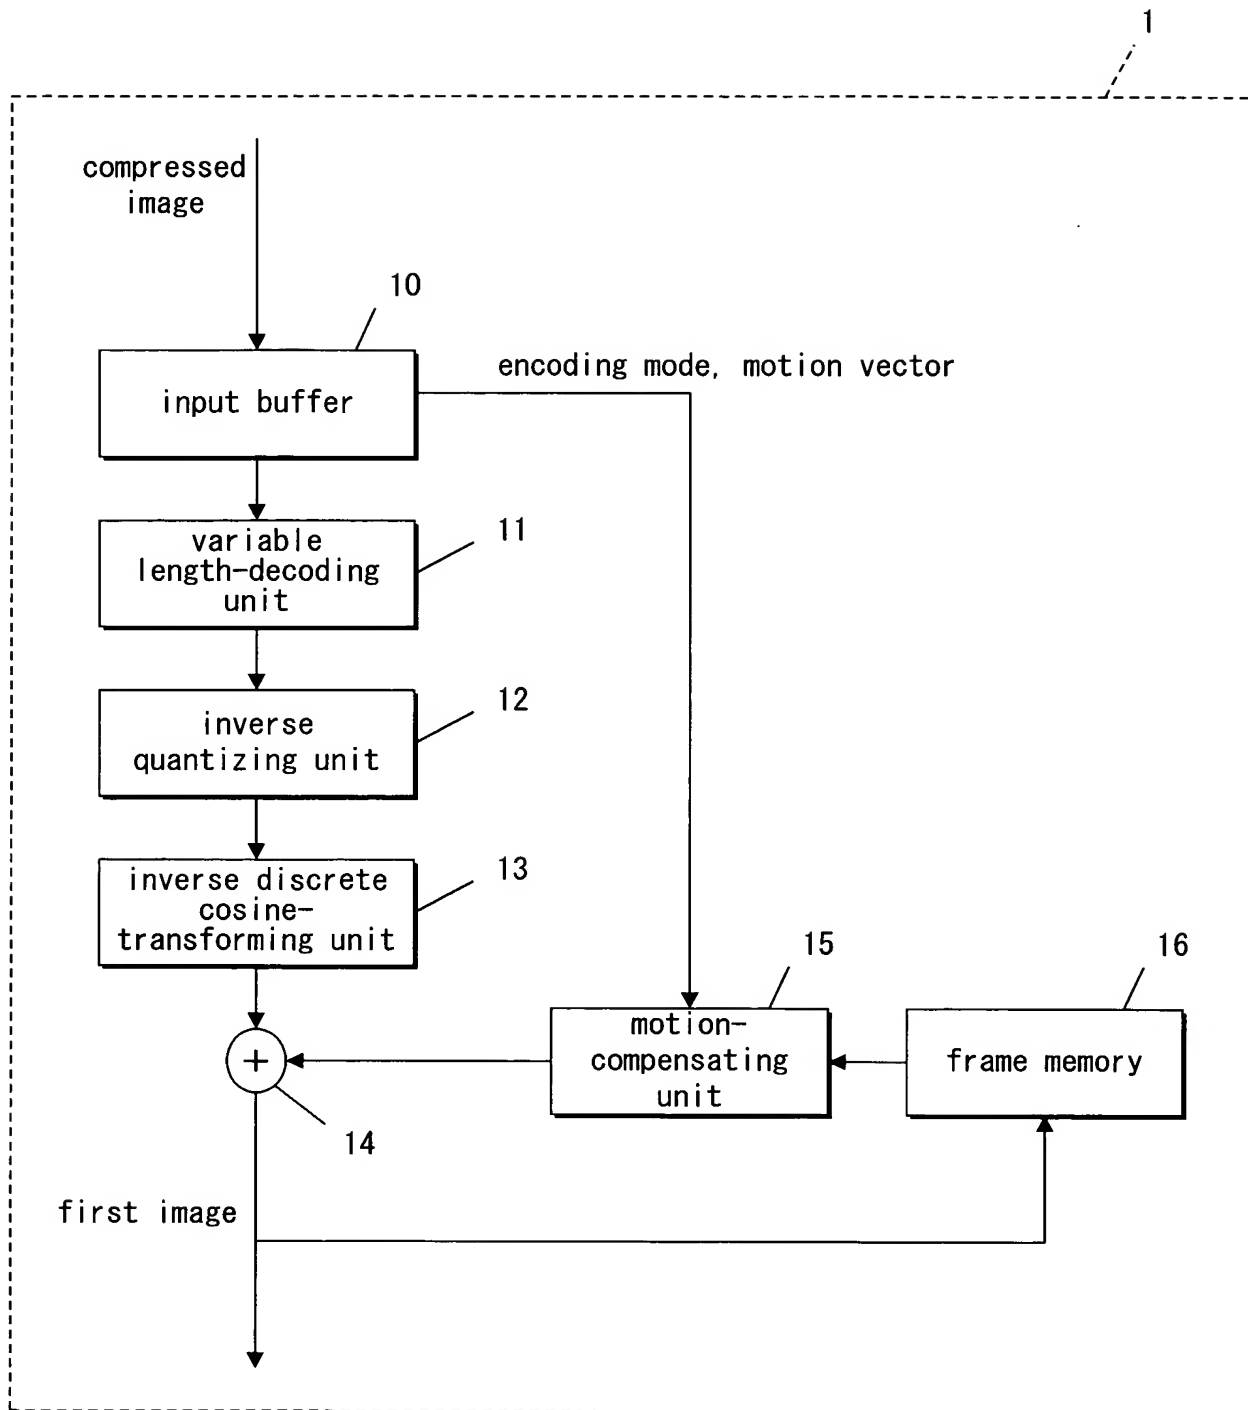 1
compressed
image
10
encoding mode, motion vector
input buffer
11
variable
length-decoding
unit
12
inverse
quantizing unit
13
inverse discrete
cosine-
transforming unit
15
16
motion-
compensating
unit
frame memory
+
14
first image